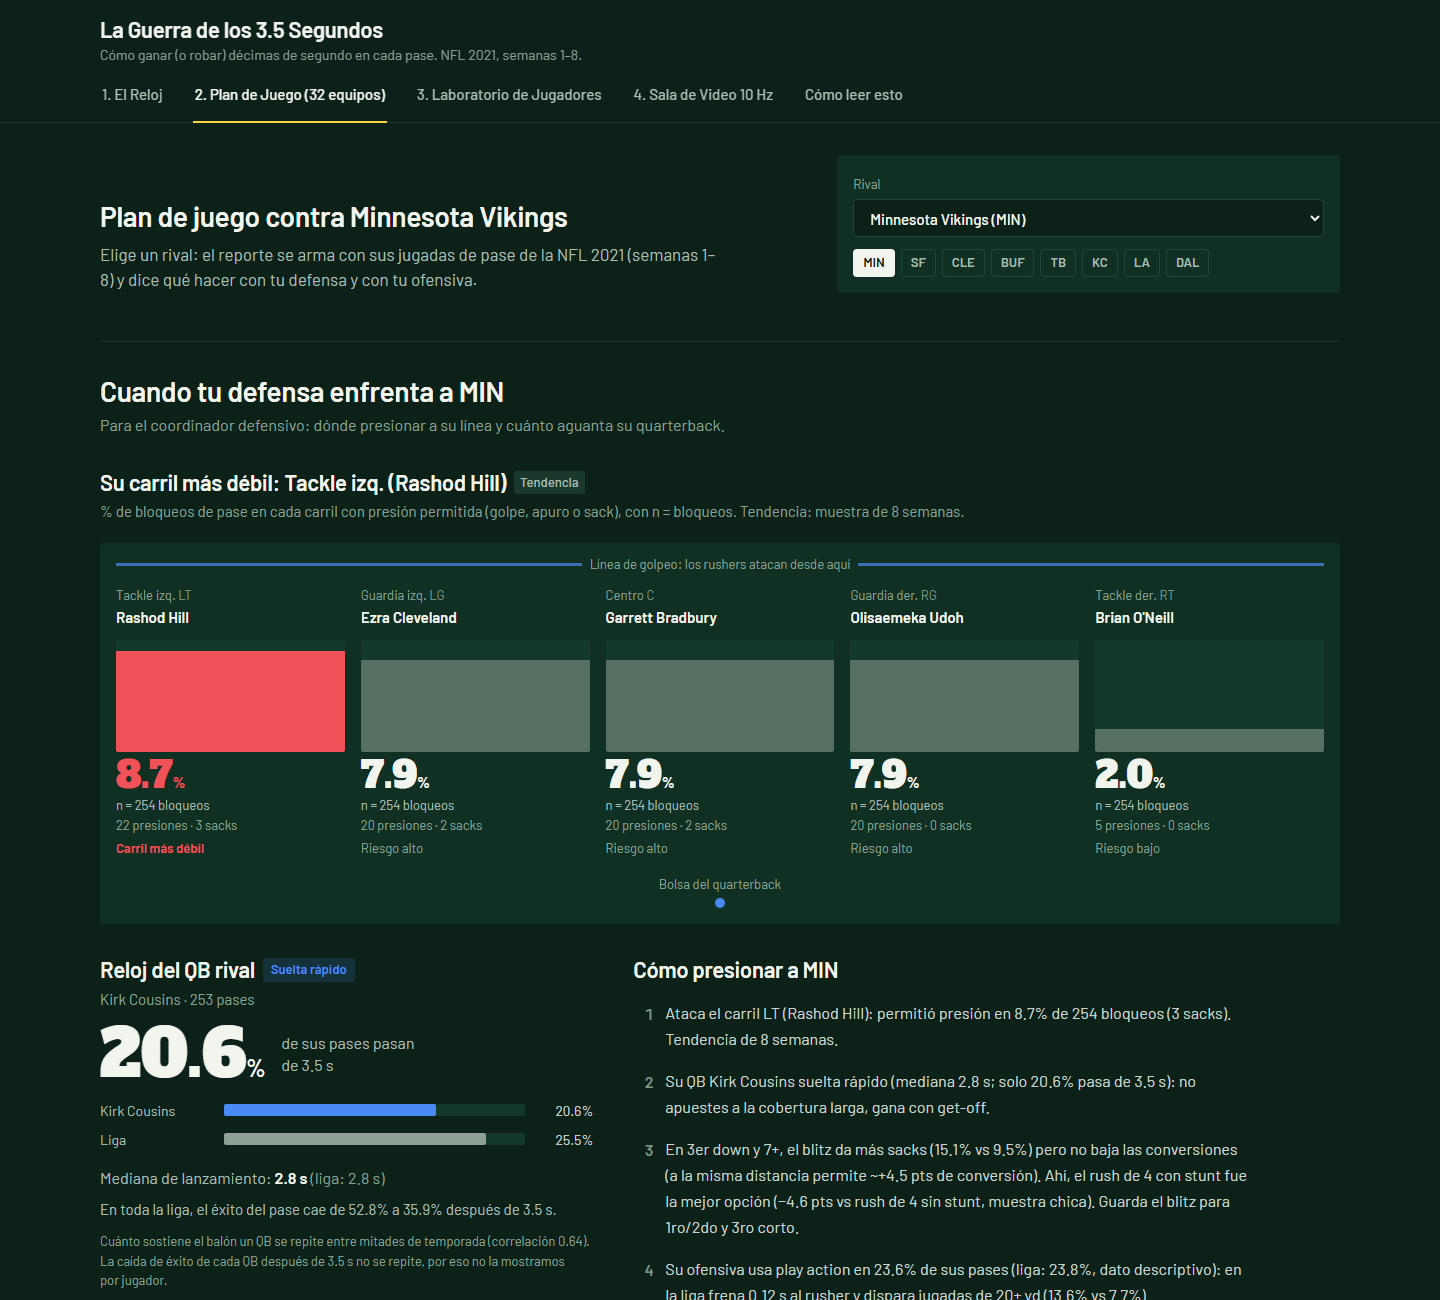 La Guerra de los 3.5 Segundos
Cómo ganar (o robar) décimas de segundo en cada pase. NFL 2021, semanas 1–8.
1. El Reloj
2. Plan de Juego (32 equipos)
3. Laboratorio de Jugadores
4. Sala de Video 10 Hz
Cómo leer esto
Plan de juego contra Minnesota Vikings
Elige un rival: el reporte se arma con sus jugadas de pase de la NFL 2021 (semanas 1–
8) y dice qué hacer con tu defensa y con tu ofensiva.
Rival
Minnesota Vikings (MIN)
MIN SF CLE BUF TB KC LA DAL
Cuando tu defensa enfrenta a MIN
Para el coordinador defensivo: dónde presionar a su línea y cuánto aguanta su quarterback.
Su carril más débil: Tackle izq. (Rashod Hill) Tendencia
% de bloqueos de pase en cada carril con presión permitida (golpe, apuro o sack), con n = bloqueos. Tendencia: muestra de 8 semanas.
Línea de golpeo: los rushers atacan desde aquí
Tackle izq. LT
Rashod Hill
8.7%
n = 254 bloqueos
22 presiones · 3 sacks
Carril más débil
Guardia izq. LG
Ezra Cleveland
7.9%
n = 254 bloqueos
20 presiones · 2 sacks
Riesgo alto
Centro C
Garrett Bradbury
7.9%
n = 254 bloqueos
20 presiones · 2 sacks
Riesgo alto
Guardia der. RG
Olisaemeka Udoh
7.9%
n = 254 bloqueos
20 presiones · 0 sacks
Riesgo alto
Tackle der. RT
Brian O'Neill
2.0%
n = 254 bloqueos
5 presiones · 0 sacks
Riesgo bajo
Bolsa del quarterback
Reloj del QB rival Suelta rápido
Kirk Cousins · 253 pases
20.6%
de sus pases pasan
de 3.5 s
Kirk Cousins 20.6%
Liga 25.5%
Mediana de lanzamiento: 2.8 s (liga: 2.8 s)
En toda la liga, el éxito del pase cae de 52.8% a 35.9% después de 3.5 s.
Cuánto sostiene el balón un QB se repite entre mitades de temporada (correlación 0.64).
La caída de éxito de cada QB después de 3.5 s no se repite, por eso no la mostramos
por jugador.
Cómo presionar a MIN
1 Ataca el carril LT (Rashod Hill): permitió presión en 8.7% de 254 bloqueos (3 sacks).
Tendencia de 8 semanas.
2 Su QB Kirk Cousins suelta rápido (mediana 2.8 s; solo 20.6% pasa de 3.5 s): no
apuestes a la cobertura larga, gana con get-off.
3 En 3er down y 7+, el blitz da más sacks (15.1% vs 9.5%) pero no baja las conversiones
(a la misma distancia permite ~+4.5 pts de conversión). Ahí, el rush de 4 con stunt fue
la mejor opción (−4.6 pts vs rush de 4 sin stunt, muestra chica). Guarda el blitz para
1ro/2do y 3ro corto.
4 Su ofensiva usa play action en 23.6% de sus pases (liga: 23.8%, dato descriptivo): en
la liga frena 0.12 s al rusher y dispara jugadas de 20+ yd (13.6% vs 7.7%)